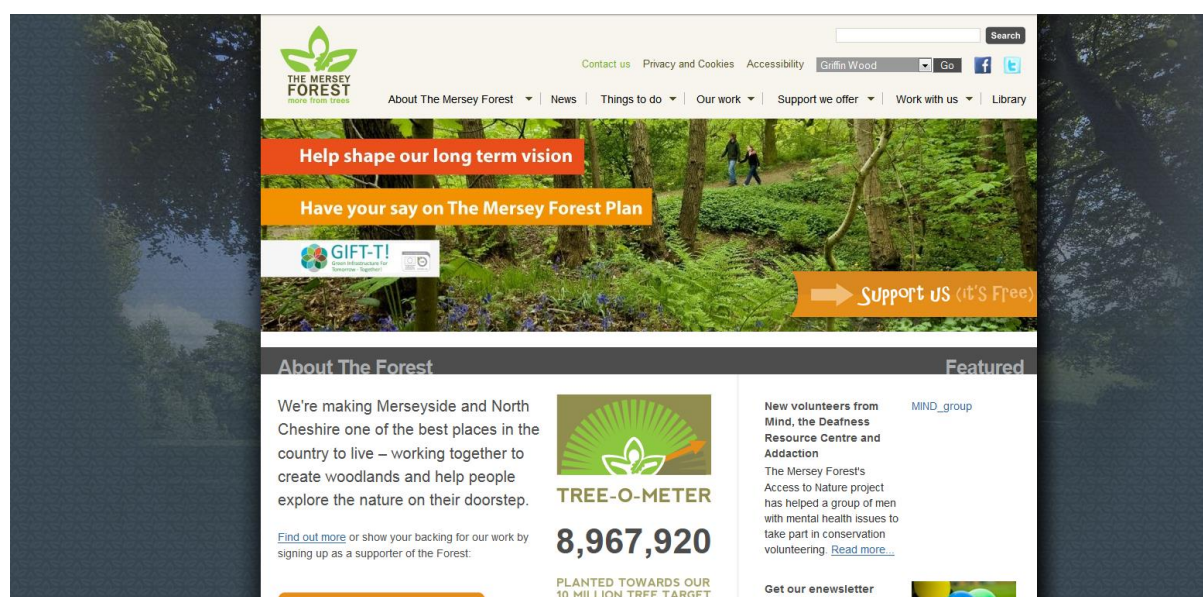 Search
THE MERSEY
FOREST
more from trees
Contact us Privacy and Cookies Accessibility Griffin Wood Go
About The Mersey Forest News Things to do Our work Support we offer Work with us Library
Help shape our long term vision
Have your say on The Mersey Forest Plan
GIFT-T!
Green Infrastructure For
Tomorrow - Together!
Support us (it's Free)
About The Forest
Featured
We're making Merseyside and North
Cheshire one of the best places in the
country to live – working together to
create woodlands and help people
explore the nature on their doorstep.
Find out more or show your backing for our work by
signing up as a supporter of the Forest:
TREE-O-METER
8,967,920
PLANTED TOWARDS OUR
10 MILLION TREE TARGET
New volunteers from
Mind, the Deafness
Resource Centre and
Addaction
The Mersey Forest's
Access to Nature project
has helped a group of men
with mental health issues to
take part in conservation
volunteering. Read more...
MIND_group
Get our enewsletter